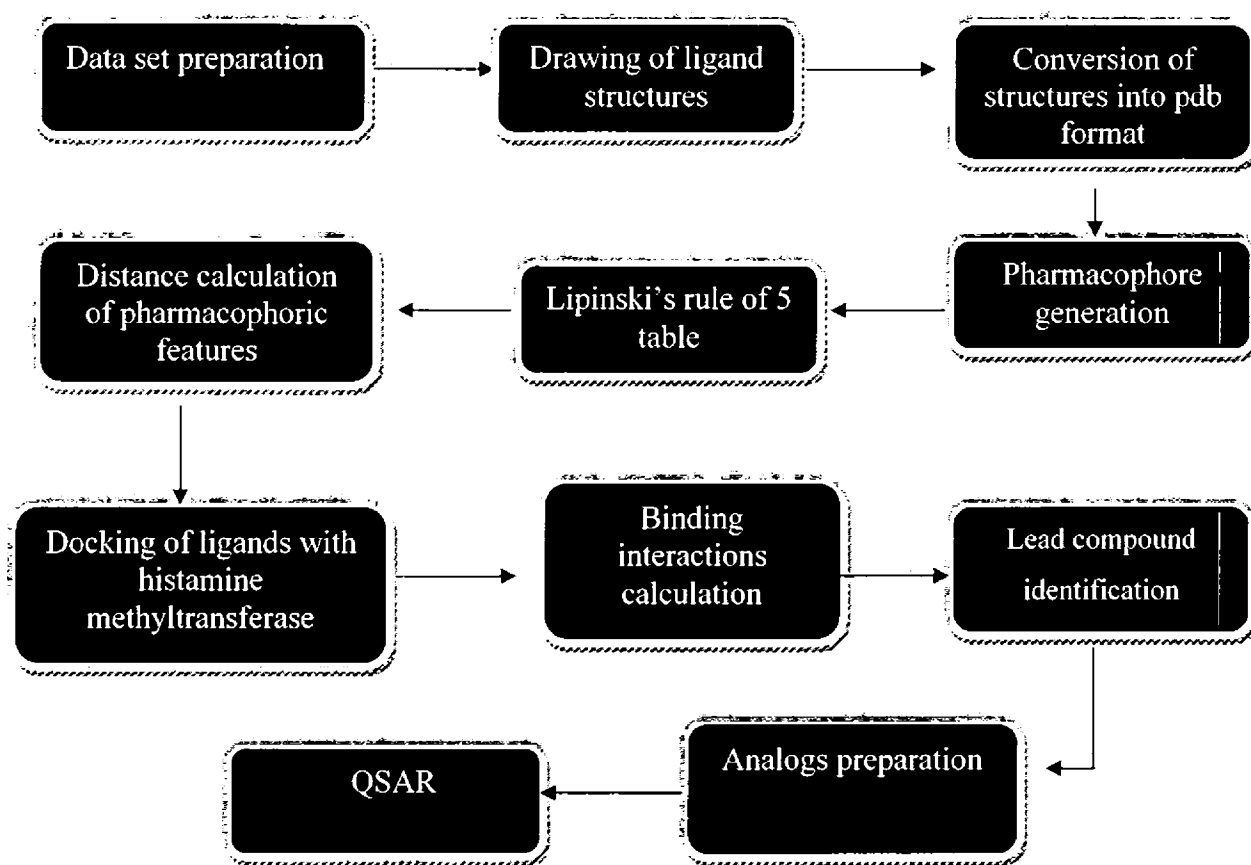 Data set preparation
Drawing of ligand
structures
Conversion of
structures into pdb
format
Pharmacophore
generation
Lipinski's rule of 5
table
Distance calculation
of pharmacophoric
features
Docking of ligands with
histamine
methyltransferase
Binding
interactions
calculation
Lead compound
identification
Analogs preparation
QSAR